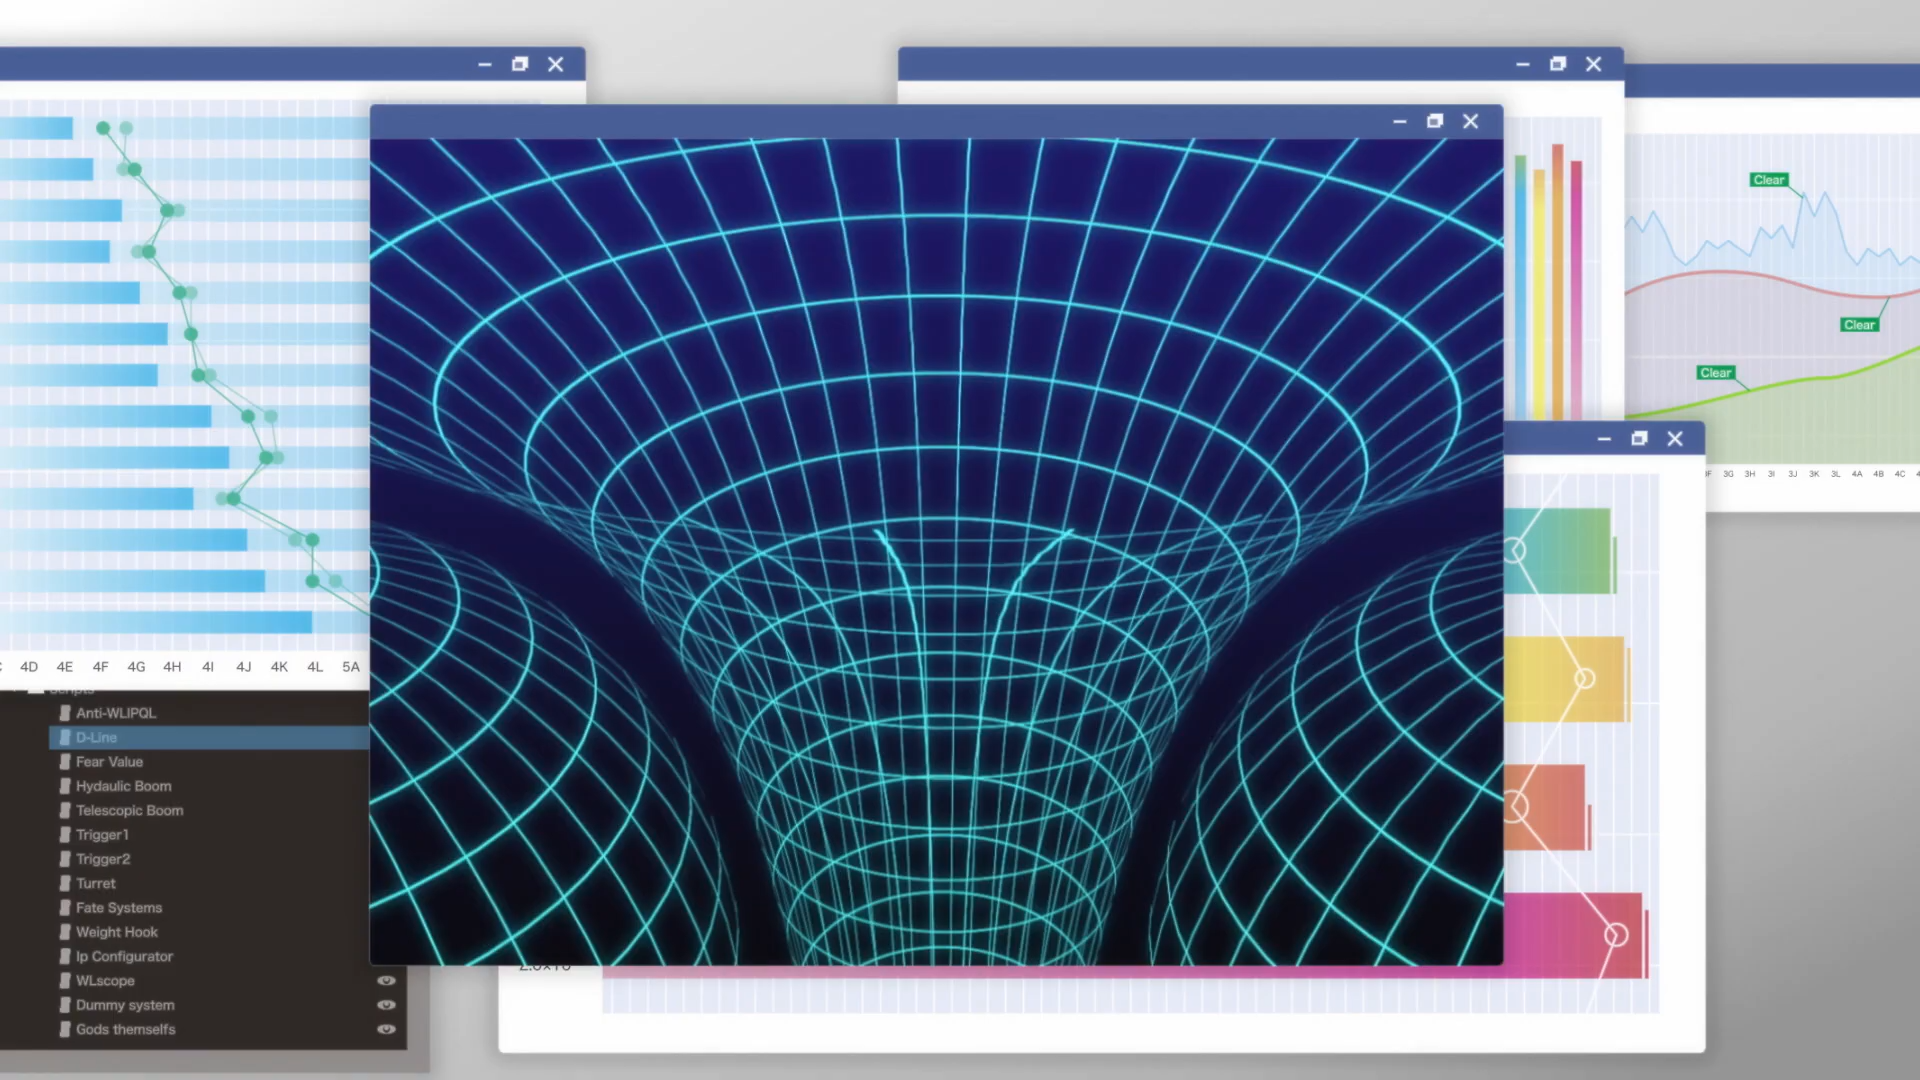 4D 4E 4F 4G 4H 4I 4J 4K 4L 5A
Scripts
Anti-WLIPQL
D-Line
Fear Value
Hydaulic Boom
Telescopic Boom
Trigger1
Trigger2
Turret
Fate Systems
Weight Hook
Ip Configurator
WLscope
Dummy system
Gods themselfs
Clear
Clear
Clear
3G 3H 3I 3J 3K 3L 4A 4B 4C